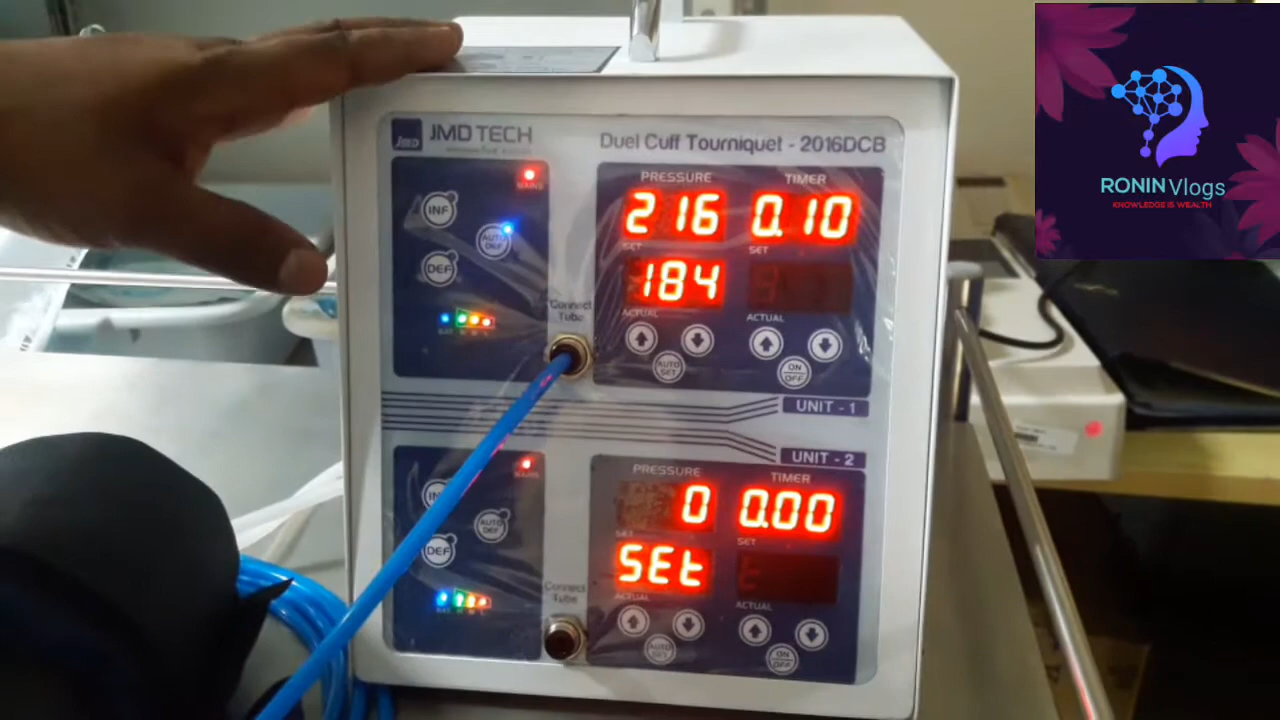 JMD
JMD TECH
Duel Cuff Tourniquet - 2016DCB
MAINS
INF
AUTO
DEF
DEF
Connect
Tube
PRESSURE
TIMER
216
0.10
SET
SET
184
ACTUAL
ACTUAL
AUTO
SET
ON
OFF
UNIT - 1
UNIT - 2
MAINS
AUTO
DEF
DEF
Connect
Tube
PRESSURE
TIMER
0
0.00
SET
SET
SEt
ACTUAL
ACTUAL
AUTO
SET
ON
OFF
RONIN Vlogs
KNOWLEDGE IS WEALTH